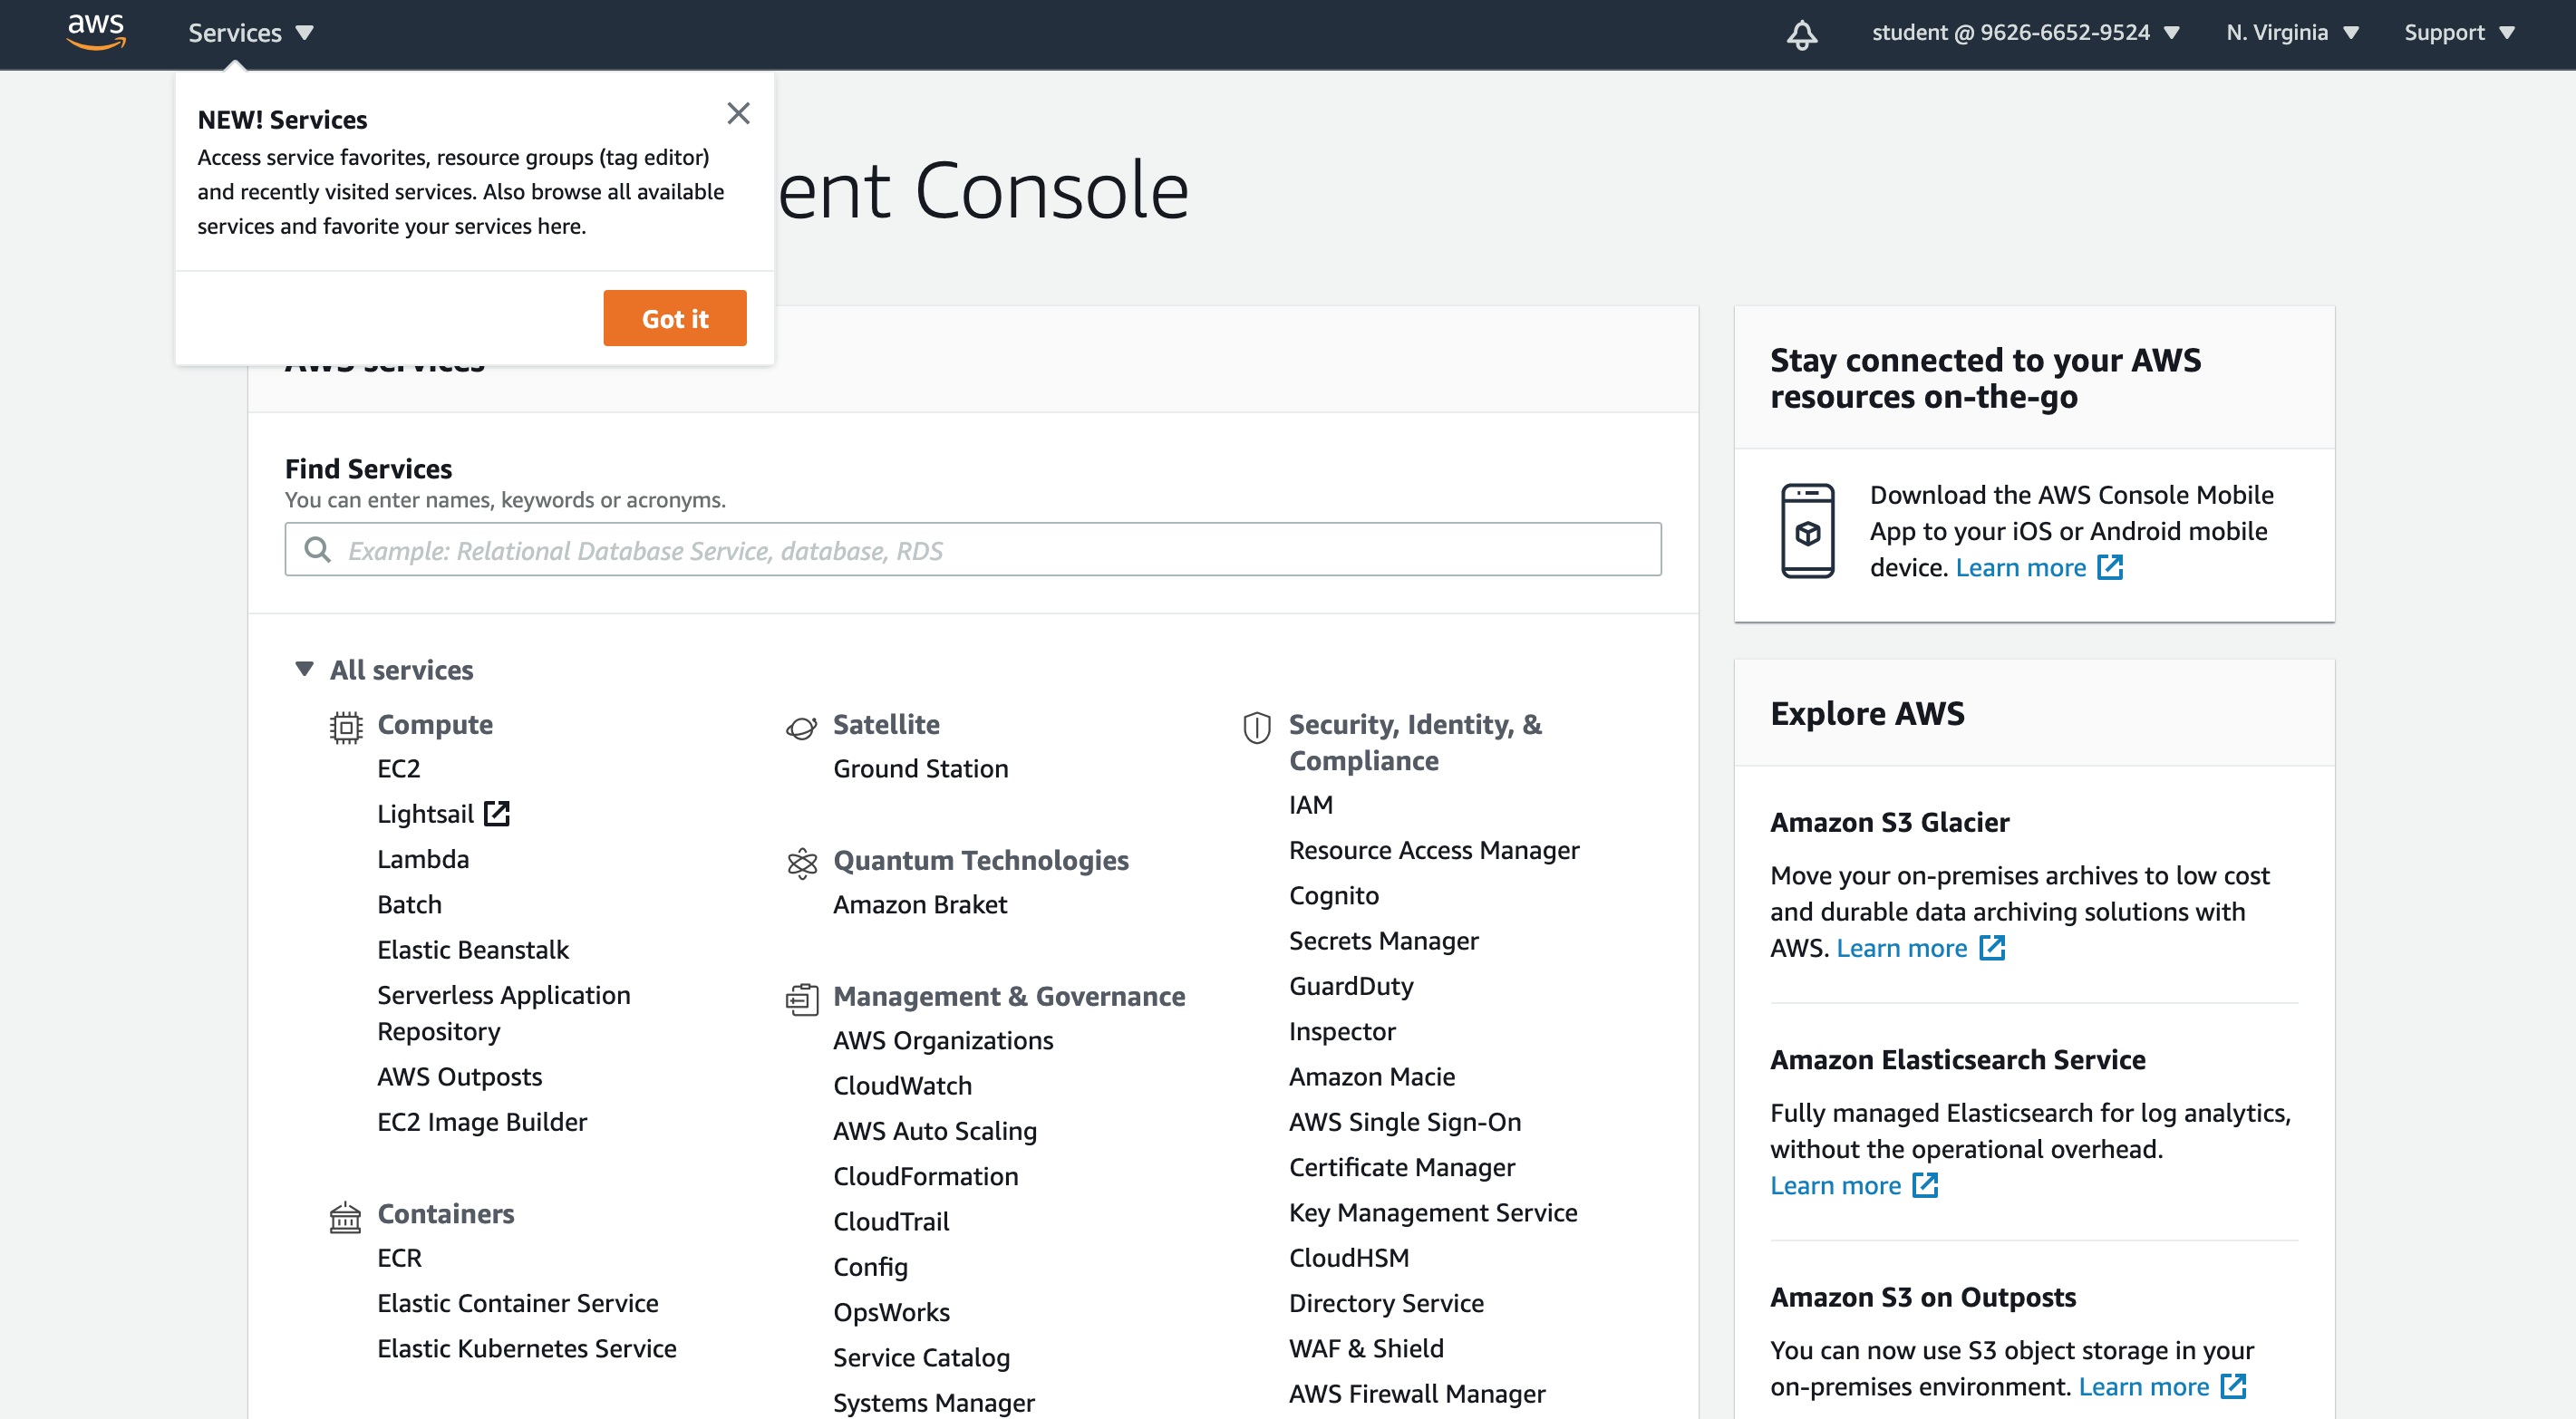 aws
Services
student @ 9626-6652-9524
N. Virginia
Support
NEW! Services
Access service favorites, resource groups (tag editor)
and recently visited services. Also browse all available
services and favorite your services here.
Got it
ent Console
AWS services
Find Services
You can enter names, keywords or acronyms.
Example: Relational Database Service, database, RDS
All services
Compute
EC2
Lightsail
Lambda
Batch
Elastic Beanstalk
Serverless Application
Repository
AWS Outposts
EC2 Image Builder
Containers
ECR
Elastic Container Service
Elastic Kubernetes Service
Satellite
Ground Station
Quantum Technologies
Amazon Braket
Management & Governance
AWS Organizations
CloudWatch
AWS Auto Scaling
CloudFormation
CloudTrail
Config
OpsWorks
Service Catalog
Systems Manager
Security, Identity, &
Compliance
IAM
Resource Access Manager
Cognito
Secrets Manager
GuardDuty
Inspector
Amazon Macie
AWS Single Sign-On
Certificate Manager
Key Management Service
CloudHSM
Directory Service
WAF & Shield
AWS Firewall Manager
Stay connected to your AWS
resources on-the-go
Download the AWS Console Mobile
App to your iOS or Android mobile
device. Learn more
Explore AWS
Amazon S3 Glacier
Move your on-premises archives to low cost
and durable data archiving solutions with
AWS. Learn more
Amazon Elasticsearch Service
Fully managed Elasticsearch for log analytics,
without the operational overhead.
Learn more
Amazon S3 on Outposts
You can now use S3 object storage in your
on-premises environment. Learn more